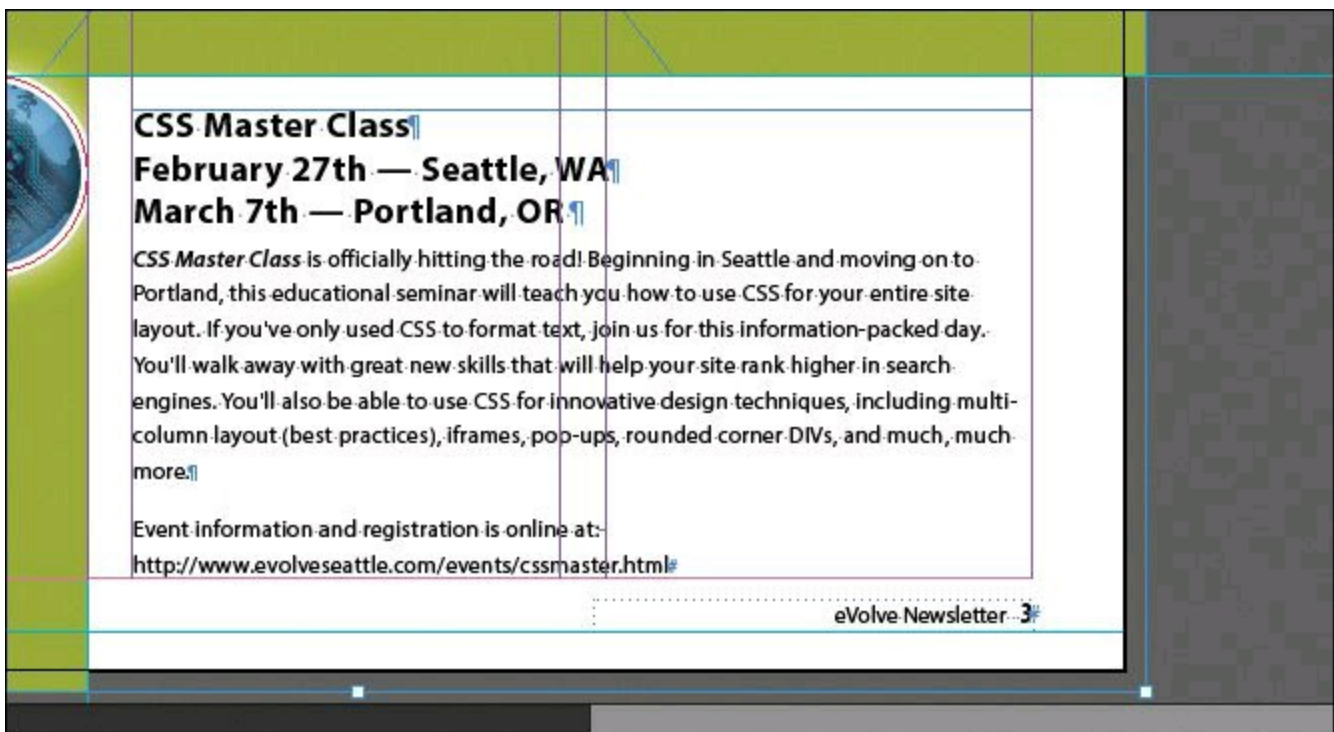 CSS Master Class¶
February 27th — Seattle, WA¶
March 7th — Portland, OR ¶
CSS Master Class is officially hitting the road! Beginning in Seattle and moving on to
Portland, this educational seminar will teach you how to use CSS for your entire site
layout. If you've only used CSS to format text, join us for this information-packed day.
You'll walk away with great new skills that will help your site rank higher in search
engines. You'll also be able to use CSS for innovative design techniques, including multi-
column layout (best practices), iframes, pop-ups, rounded corner DIVs, and much, much
more.¶
Event information and registration is online at:
http://www.evolveseattle.com/events/cssmaster.html#
eVolve Newsletter 3#